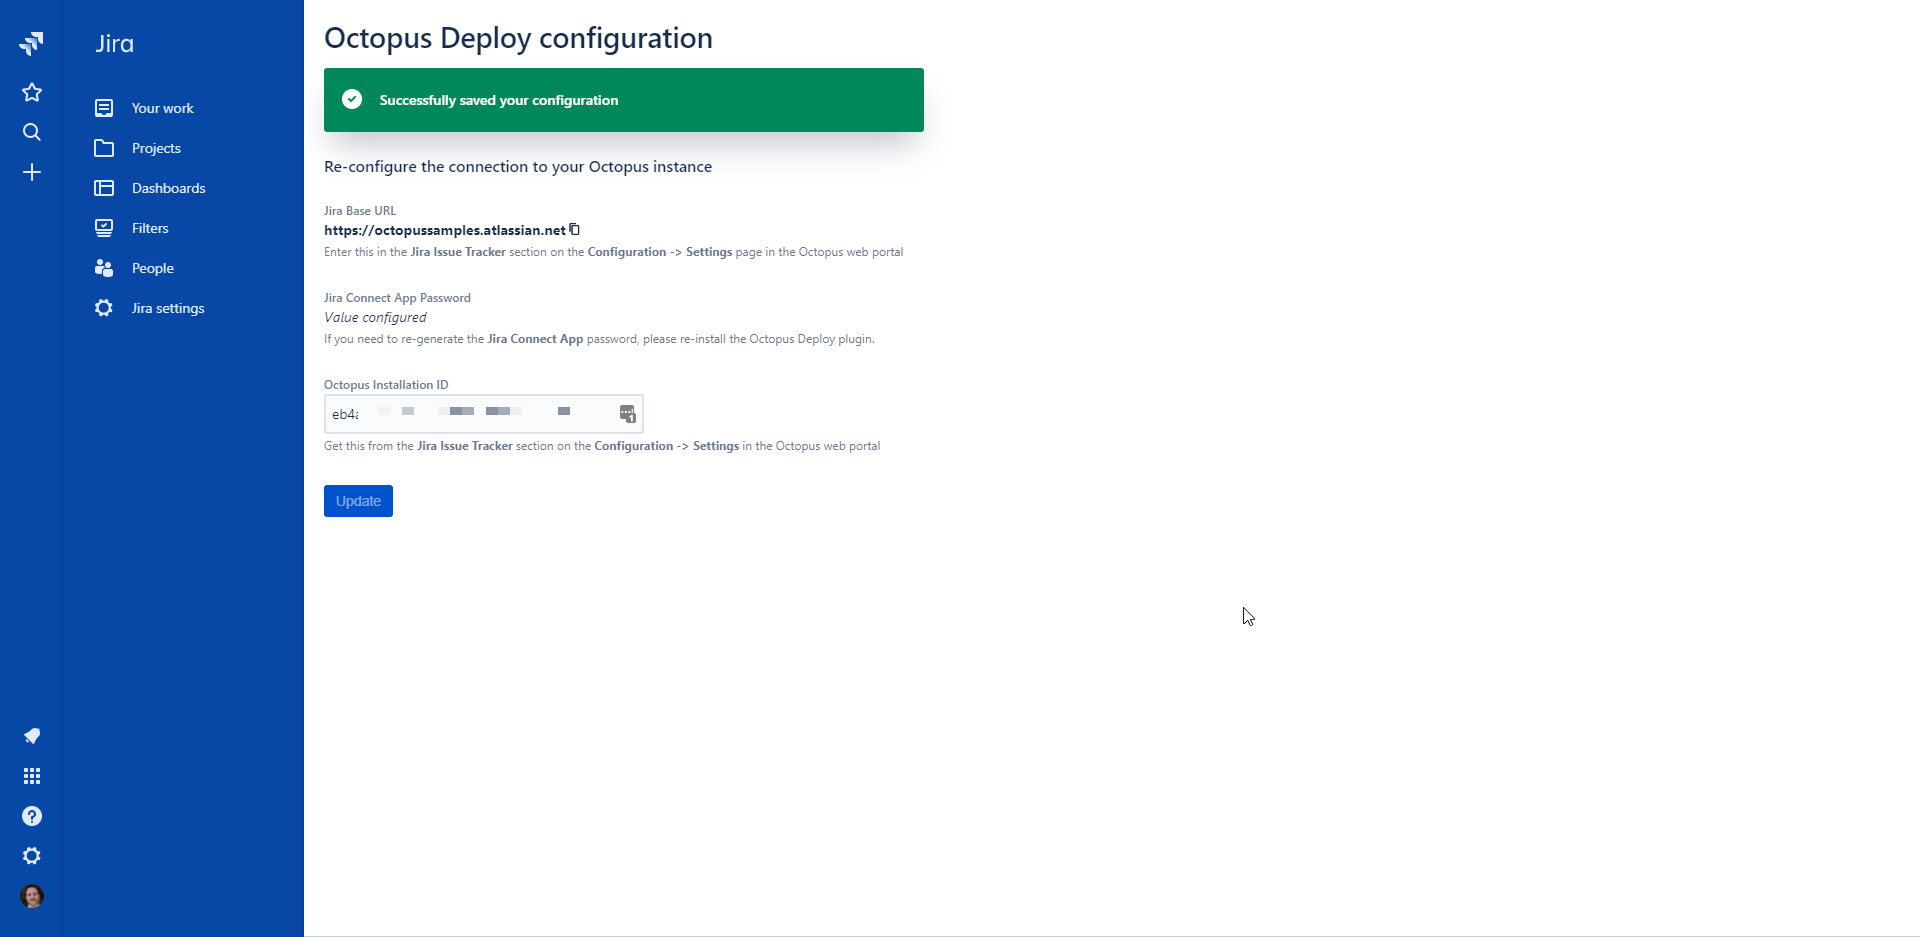 Jira
Your work
Projects
Dashboards
Filters
People
Jira settings
Octopus Deploy configuration
Successfully saved your configuration
Re-configure the connection to your Octopus instance
Jira Base URL
https://octopussamples.atlassian.net
Enter this in the Jira Issue Tracker section on the Configuration -> Settings page in the Octopus web portal
Jira Connect App Password
Value configured
If you need to re-generate the Jira Connect App password, please re-install the Octopus Deploy plugin.
Octopus Installation ID
eb4
Get this from the Jira Issue Tracker section on the Configuration -> Settings in the Octopus web portal
Update